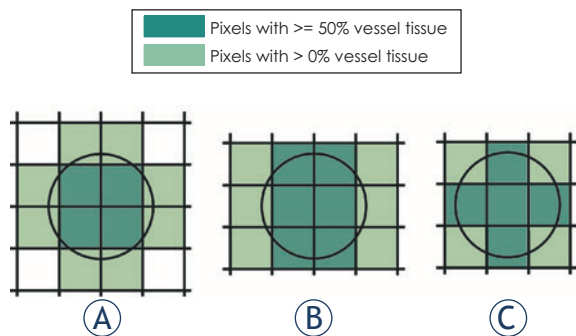 Pixels with >= 50% vessel tissue
Pixels with > 0% vessel tissue
A B C